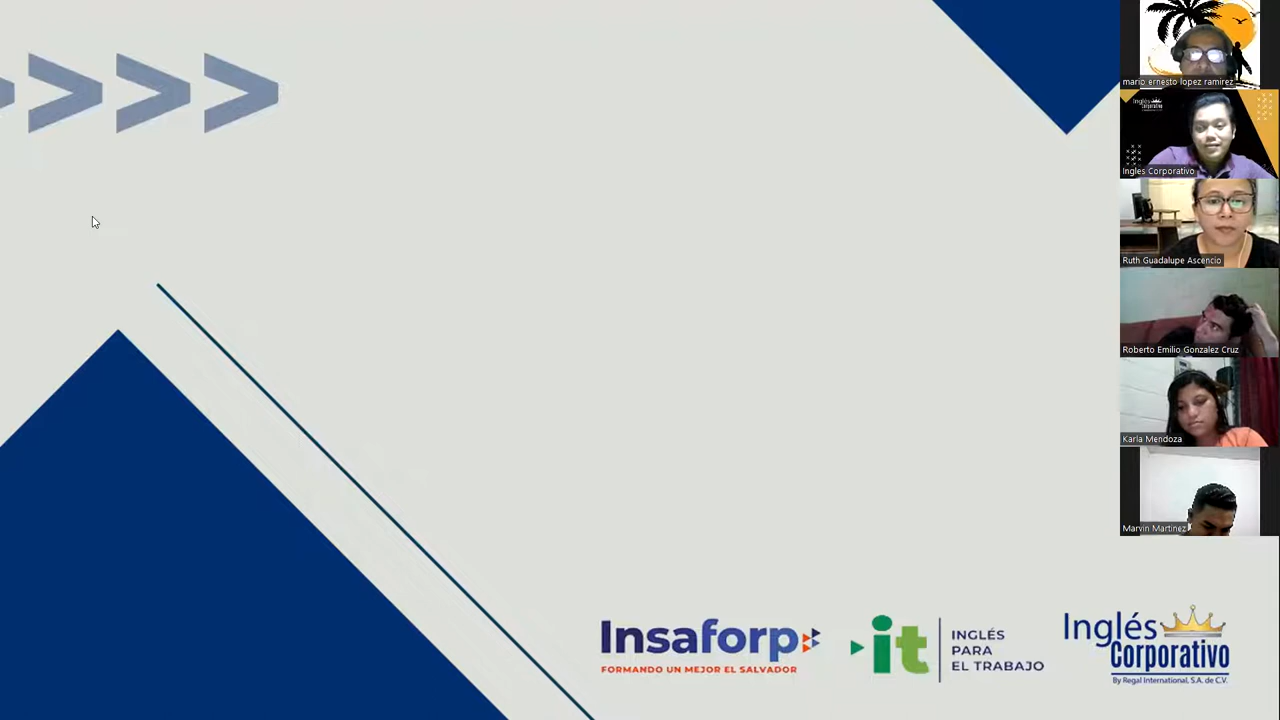 mario ernesto lopez ramirez
Ingles Corporativo
Ruth Guadalupe Ascencio
Roberto Emilio Gonzalez Cruz
Karla Mendoza
Marvin Martinez
Insaforp
FORMANDO UN MEJOR EL SALVADOR
it
INGLÉS
PARA
EL TRABAJO
Inglés
Corporativo
By Regal International, S.A. de C.V.